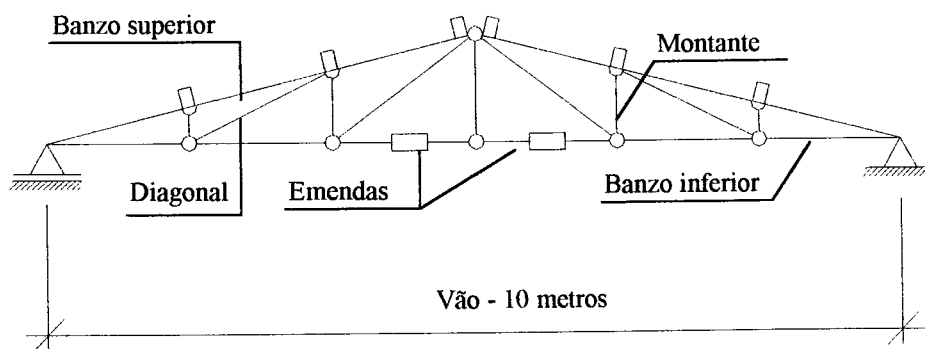 Banzo superior
Montante
Diagonal
Emendas
Banzo inferior
Vão - 10 metros